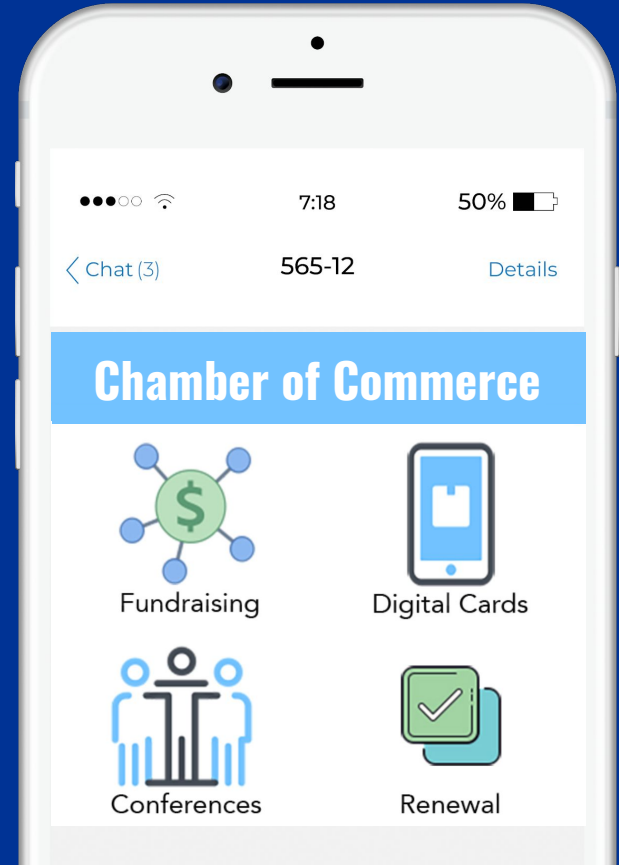 7:18
50%
Chat (3)
565-12
Details
Chamber of Commerce
$
Fundraising
Digital Cards
Conferences
Renewal